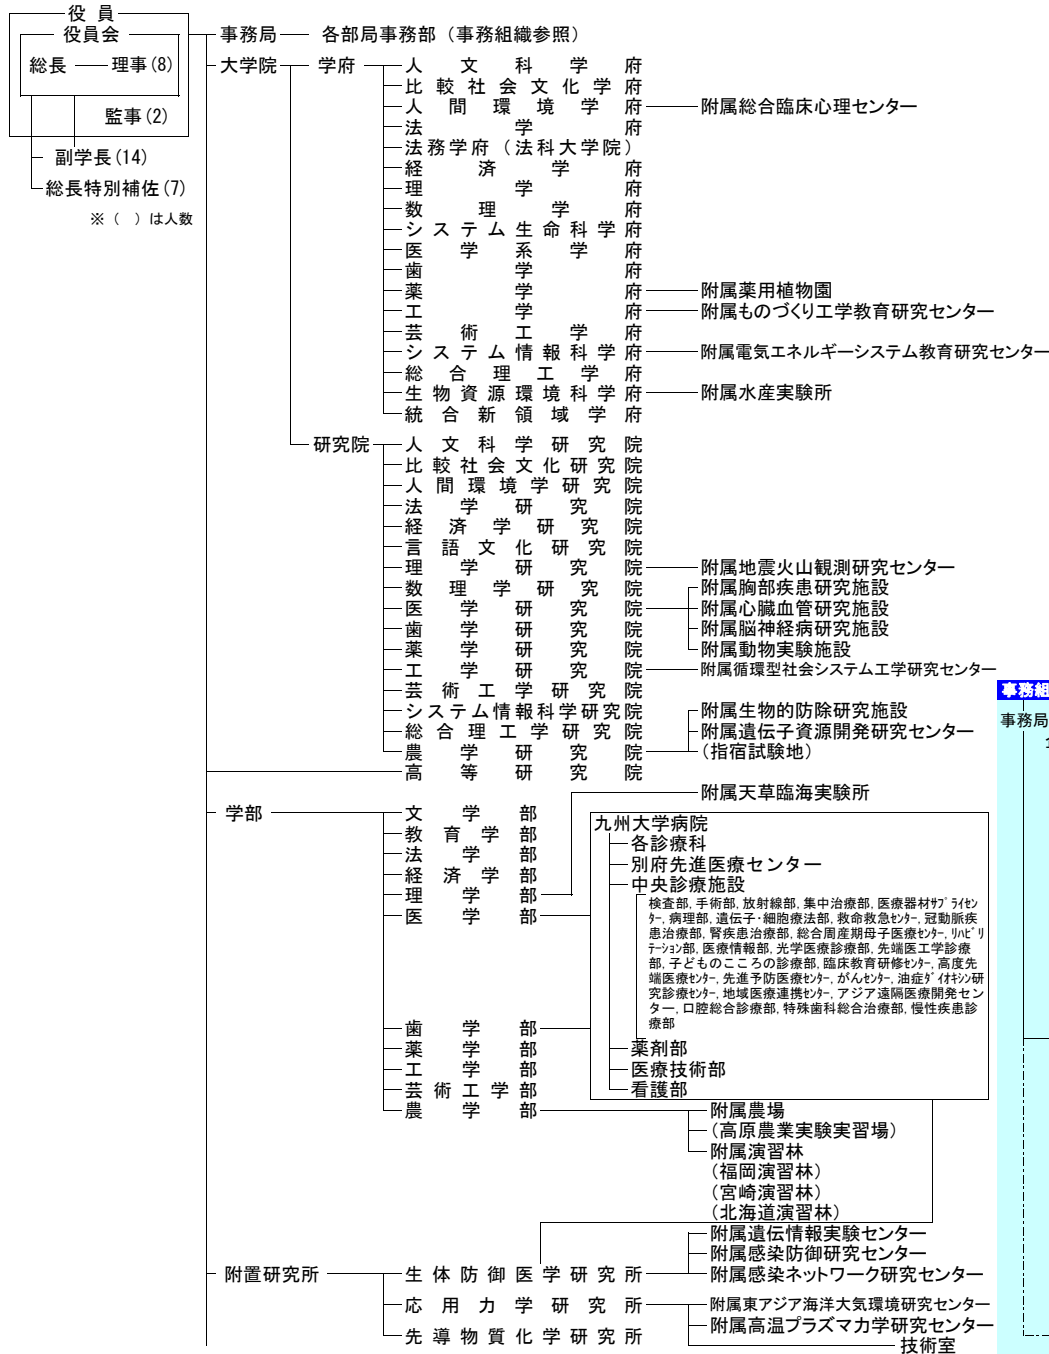 役 員
役員会
総長 理事(8)
監事(2)
副学長(14)
総長特別補佐(7)
※（ ）は人数
事務局 各部局事務部（事務組織参照）
大学院 学府 人文科学府
比較社会文化学府
人間環境学府 附属総合臨床心理センター
法学府
法務学府（法科大学院）
経済学府
理学府
数理学府
システム生命科学府
医学系学府
歯学府
薬学府 附属薬用植物園
工学府 附属ものづくり工学教育研究センター
芸術工学府
システム情報科学府 附属電気エネルギーシステム教育研究センター
総合理工学府
生物資源環境科学府 附属水産実験所
統合新領域学府
研究院 人文科学研究院
比較社会文化研究院
人間環境学研究院
法学研究院
経済学研究院
言語文化研究院
理学研究院 附属地震火山観測研究センター
数理学研究院 附属胸部疾患研究施設
医学研究院 附属心臓血管研究施設
歯学研究院 附属脳神経病研究施設
薬学研究院 附属動物実験施設
工学研究院 附属循環型社会システム工学研究センター
芸術工学研究院
システム情報科学研究院 附属生物的防除研究施設
総合理工学研究院 附属遺伝子資源開発研究センター
農学研究院 (指宿試験地)
高等研究院
事務組
事務局
附属天草臨海実験所
学部 文学部
教育学部
法学部
経済学部
理学部
医学部
九州大学病院
各診療科
別府先進医療センター
中央診療施設
検査部, 手術部, 放射線部, 集中治療部, 医療器材ｻﾌﾟﾗｲｾﾝ
ﾀｰ, 病理部, 遺伝子・細胞療法部, 救命救急ｾﾝﾀｰ, 冠動脈疾
患治療部, 腎疾患治療部, 総合周産期母子医療ｾﾝﾀｰ, ﾘﾊﾋﾞﾘ
ﾃｰｼｮﾝ部, 医療情報部, 光学医療診療部, 先端医工学診療
部, 子どものこころの診療部, 臨床教育研修ｾﾝﾀｰ, 高度先
端医療ｾﾝﾀｰ, 先進予防医療ｾﾝﾀｰ, がんｾﾝﾀｰ, 油症ﾀﾞｲｵｷｼﾝ研
究診療ｾﾝﾀｰ, 地域医療連携ｾﾝﾀｰ, アジア遠隔医療開発セン
ター, 口腔総合診療部, 特殊歯科総合治療部, 慢性疾患診
療部
薬剤部
医療技術部
看護部
歯学部
薬学部
工学部
芸術工学部
農学部 附属農場
(高原農業実験実習場)
附属演習林
(福岡演習林)
(宮崎演習林)
(北海道演習林)
附属遺伝情報実験センター
附属感染防御研究センター
附置研究所 生体防御医学研究所 附属感染ネットワーク研究センター
応用力学研究所 附属東アジア海洋大気環境研究センター
附属高温プラズマ力学研究センター
先導物質化学研究所 技術室